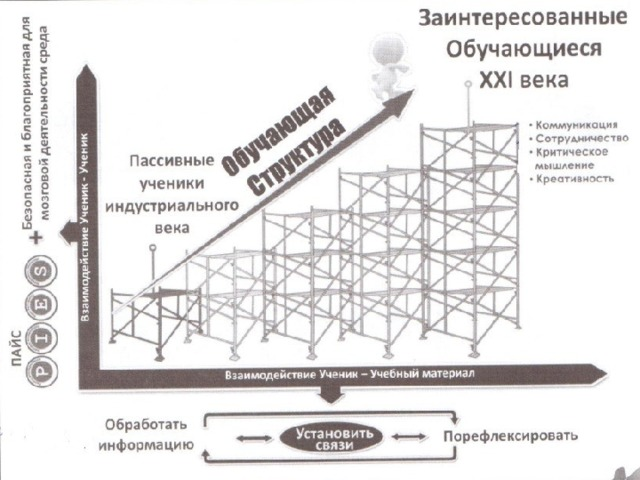 Заинтересованные
Обучающиеся
XXI века
• Коммуникация
• Сотрудничество
• Критическое
мышление
• Креативность
Обучающая
Структура
Пассивные
ученики
индустриального
века
Безопасная и благоприятная для
мозговой деятельности среда
+
ПАЙС
P I E S
Взаимодействие Ученик - Ученик
Взаимодействие Ученик – Учебный материал
Обработать
информацию
Установить
связи
Порефлексировать